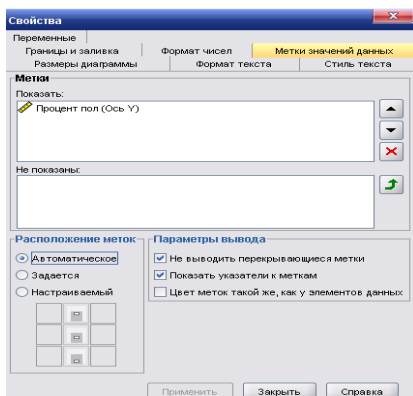 Свойства
Переменные
Границы и заливка Формат чисел Метки значений данных
Размеры диаграммы Формат текста Стиль текста
Метки
Показать:
Процент пол (Ось Y)
Не показаны:
Расположение меток Параметры вывода
Автоматическое Не выводить перекрывающиеся метки
Задается Показать указатели к меткам
Настраиваемый Цвет меток такой же, как у элементов данных
Применить Закрыть Справка